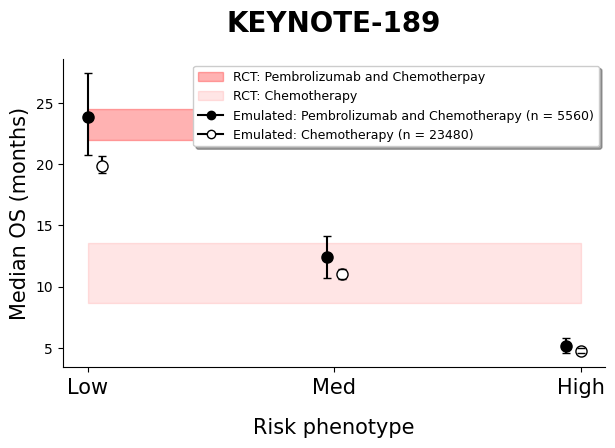 KEYNOTE-189
RCT: Pembrolizumab and Chemotherpay
RCT: Chemotherapy
Emulated: Pembrolizumab and Chemotherapy (n = 5560)
Emulated: Chemotherapy (n = 23480)
Median OS (months)
25
20
15
10
5
Low Med High
Risk phenotype